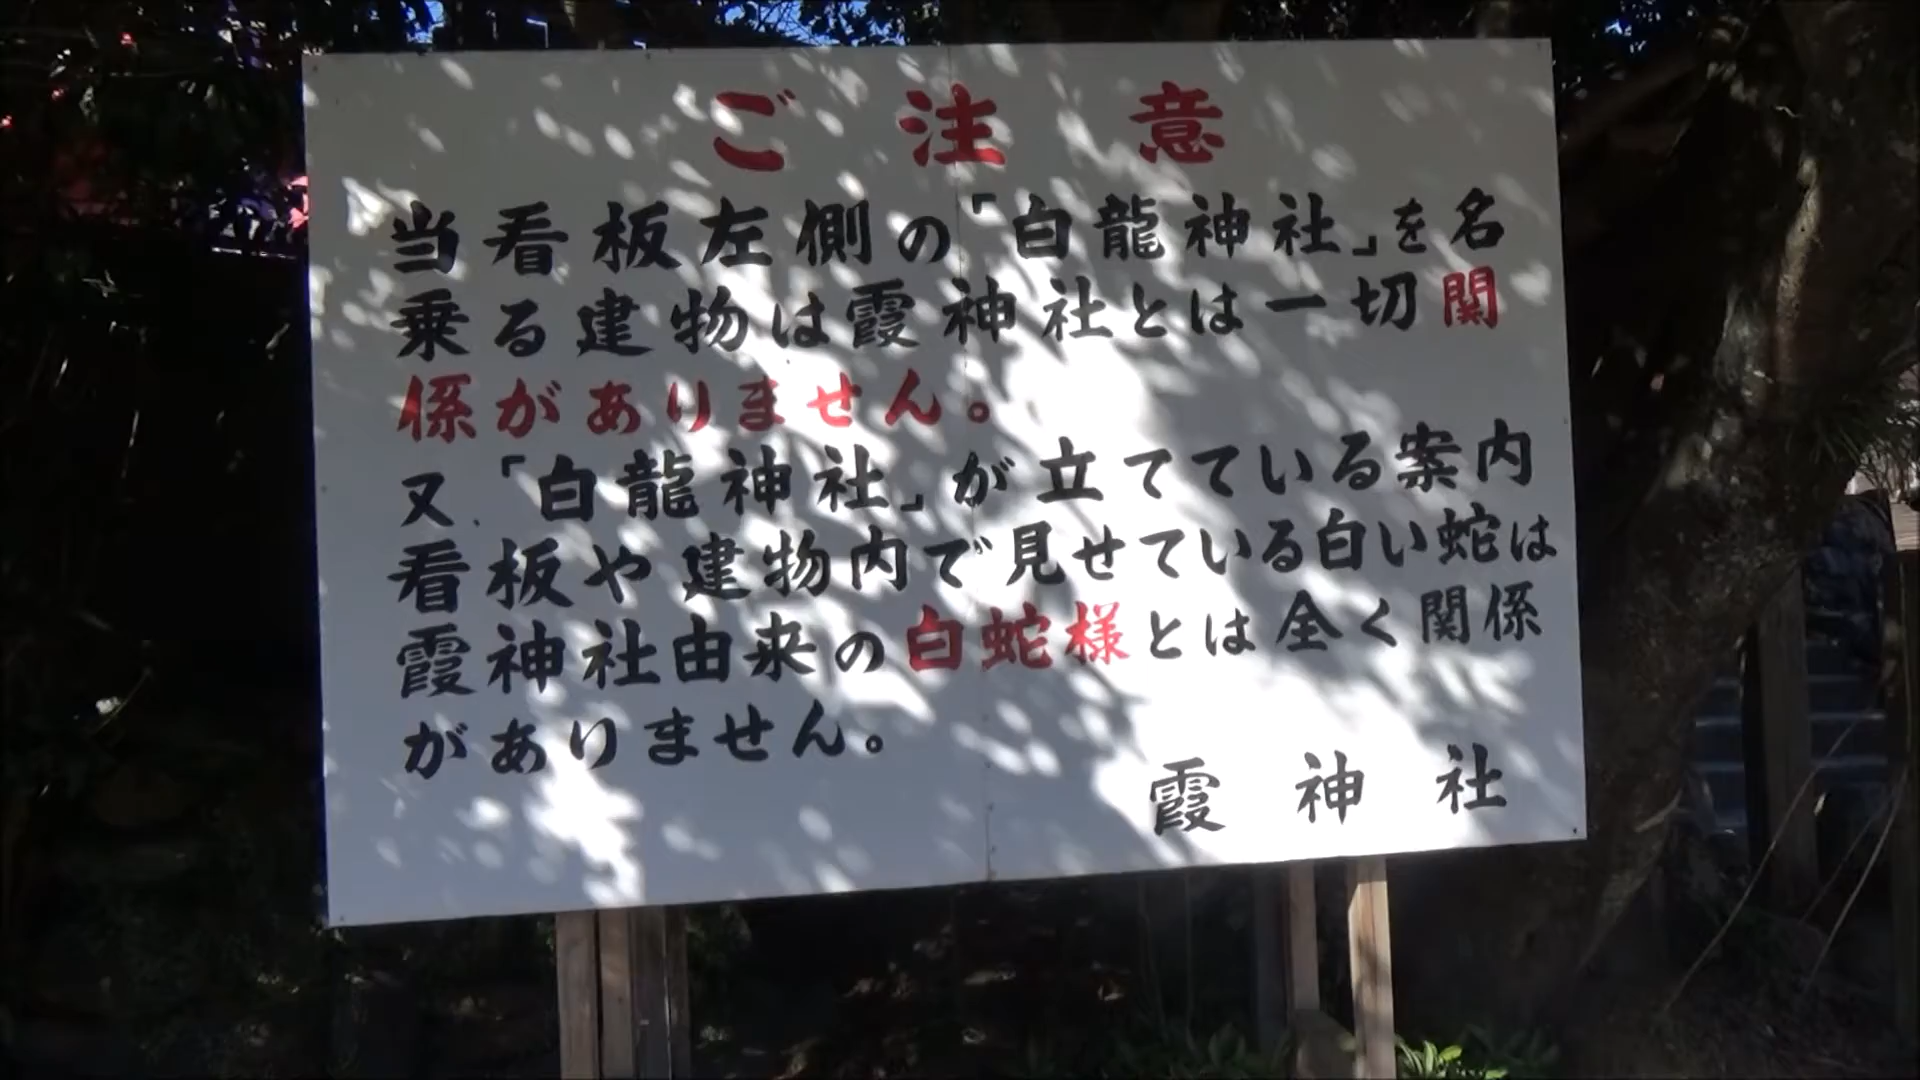 ご注意
当看板左側の「白龍神社」を名
乗る建物は霞神社とは一切関
係がありません。
又、「白龍神社」が立てている案内
看板や建物内で見せている白い蛇は
霞神社由来の白蛇様とは全く関係
がありません。
霞神社